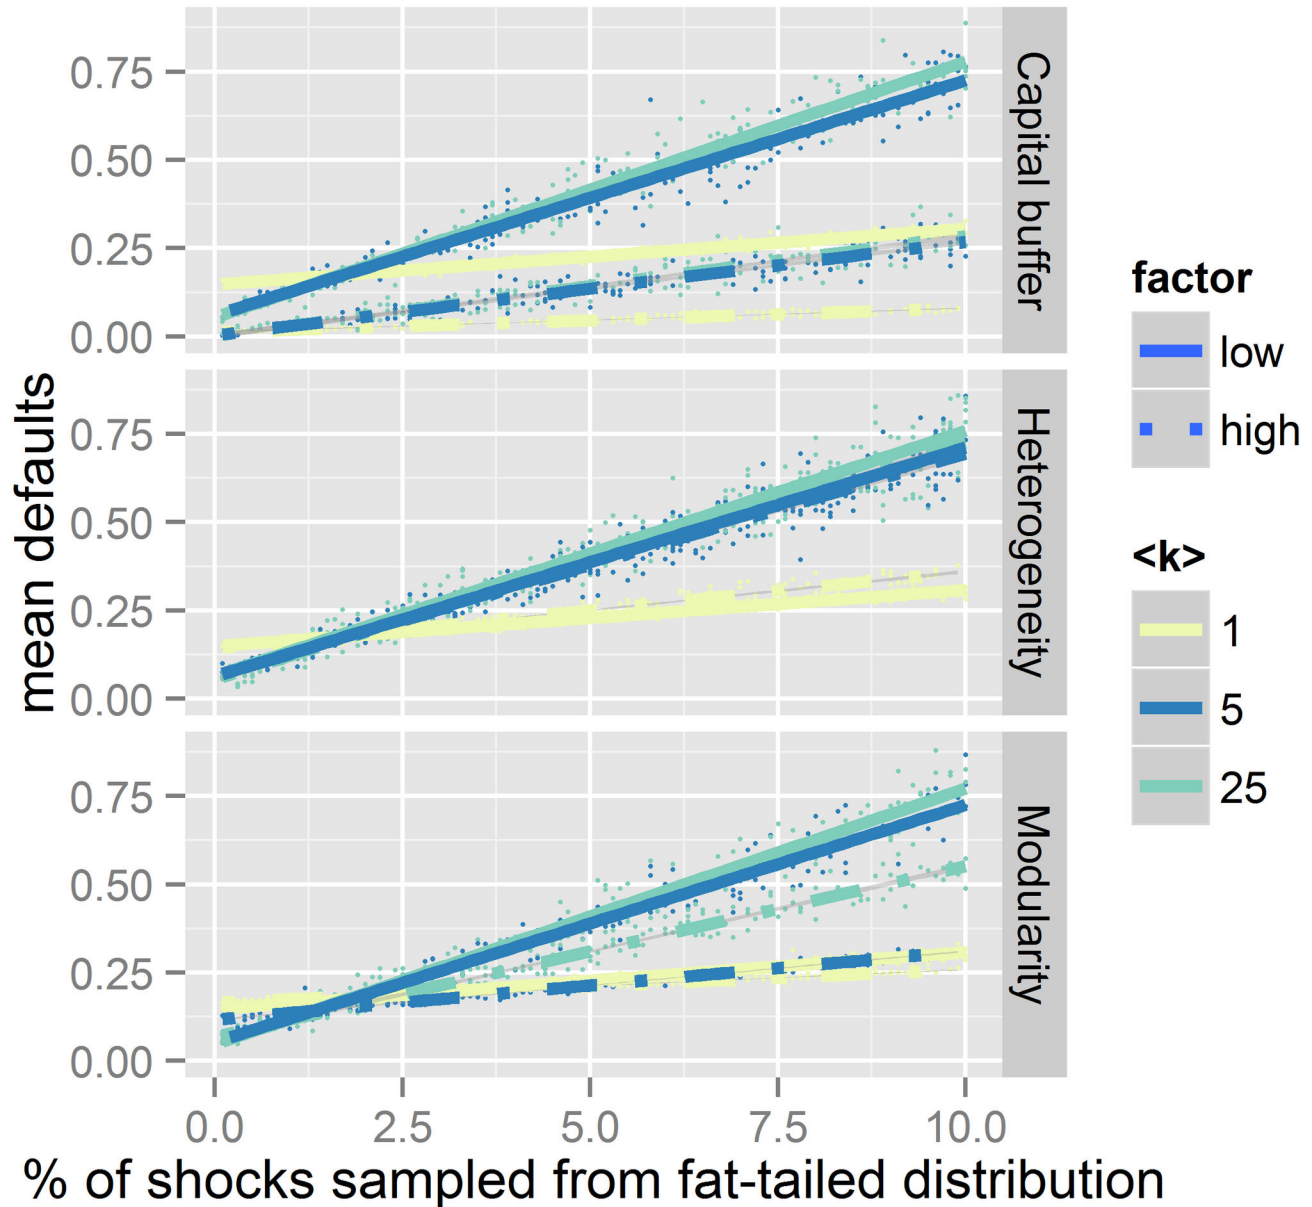 mean defaults
0.75
0.50
0.25
0.00
Capital buffer
0.75
0.50
0.25
0.00
Heterogeneity
0.75
0.50
0.25
0.00
Modularity
0.0 2.5 5.0 7.5 10.0
% of shocks sampled from fat-tailed distribution
factor
low
high
<k>
1
5
25